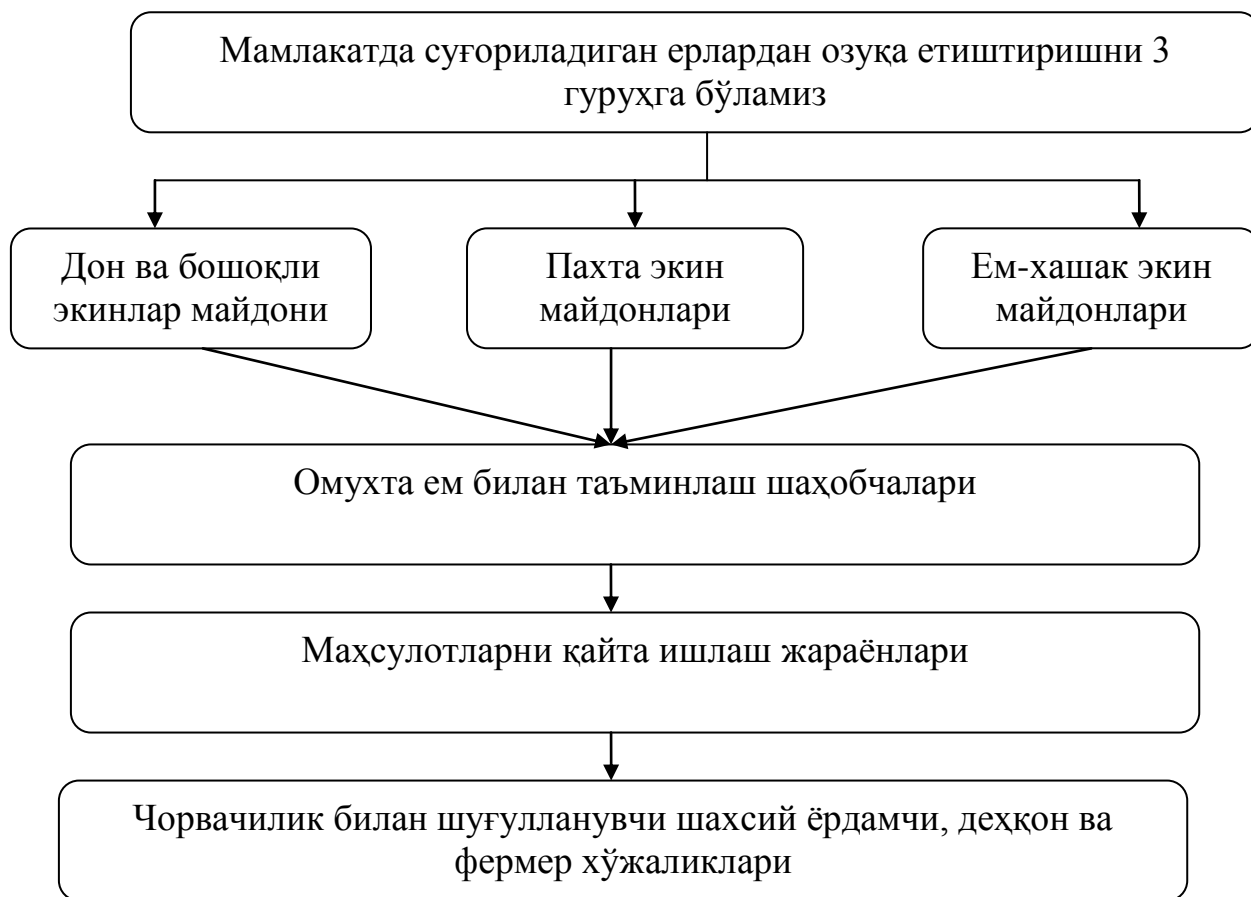 Мамлакатда суғориладиган ерлардан озуқа етиштиришни 3
гуруҳга бўламиз
Дон ва бошоқли
экинлар майдони
Пахта экин
майдонлари
Ем-хашак экин
майдонлари
Омухта ем билан таъминлаш шаҳобчалари
Маҳсулотларни қайта ишлаш жараёнлари
Чорвачилик билан шуғулланувчи шахсий ёрдамчи, деҳқон ва
фермер хўжаликлари